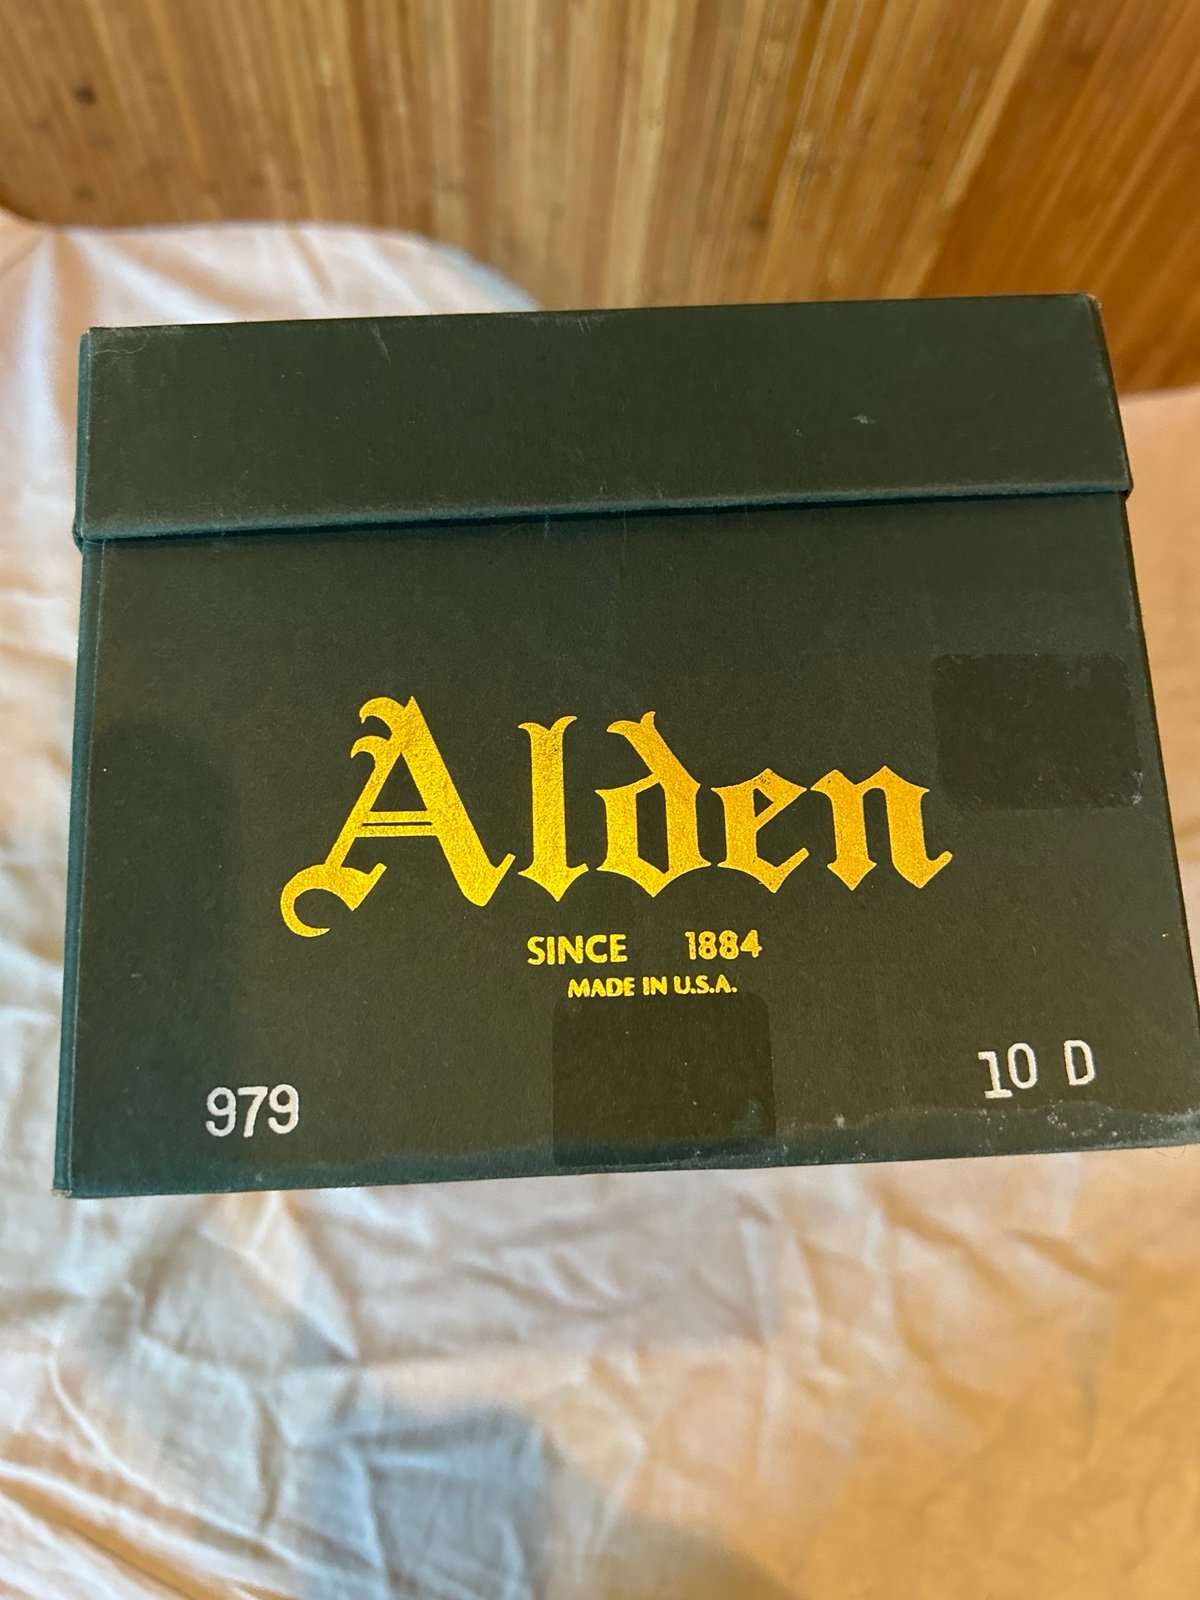 Alden
SINCE 1884
MADE IN U.S.A.
979
10 D